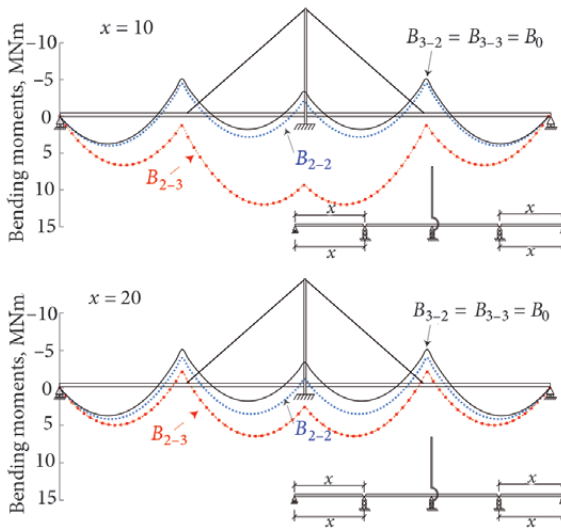 Bending moments, MNm
−10
−5
0
5
10
15
x = 10
B3−2 = B3−3 = B0
B2−3
B2−2
x
x
x
x
Bending moments, MNm
−10
−5
0
5
10
15
x = 20
B3−2 = B3−3 = B0
B2−3
B2−2
x
x
x
x